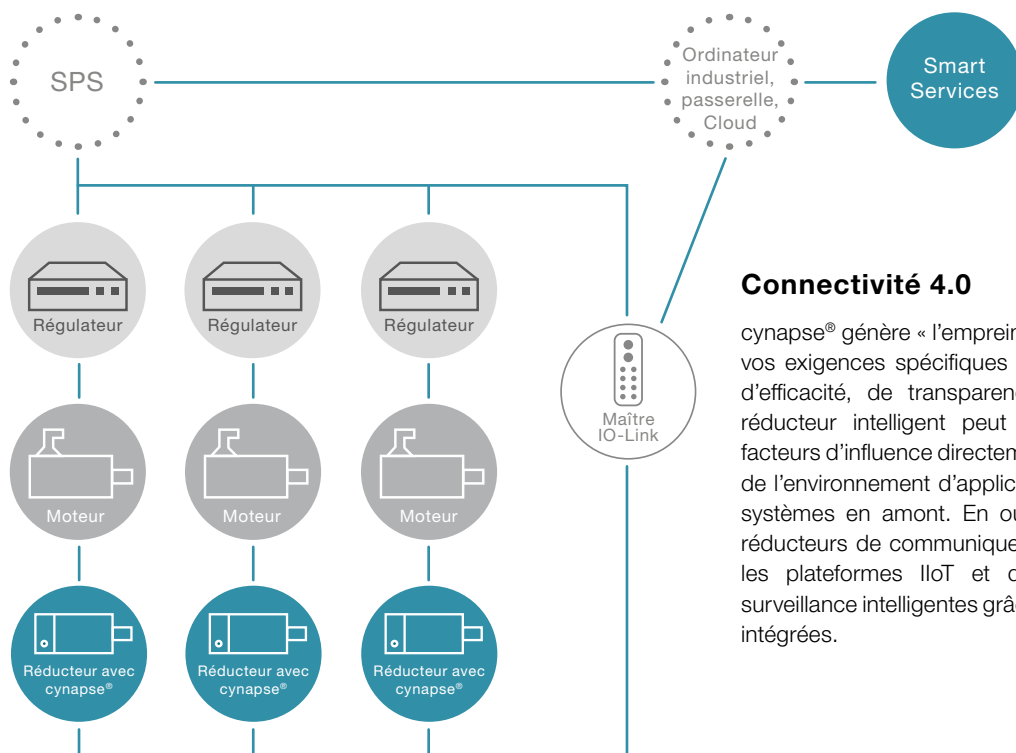 SPS
Ordinateur
industriel,
passerelle,
Cloud
Smart
Services
Régulateur
Régulateur
Régulateur
Maître
IO-Link
Moteur
Moteur
Moteur
Réducteur avec
cynapse®
Réducteur avec
cynapse®
Réducteur avec
cynapse®
Connectivité 4.0
cynapse® génère « l'emprein
vos exigences spécifiques
d'efficacité, de transparenc
réducteur intelligent peut
facteurs d'influence directem
de l'environnement d'applic
systèmes en amont. En ou
réducteurs de communique
les plateformes IIoT et d
surveillance intelligentes grâ
intégrées.